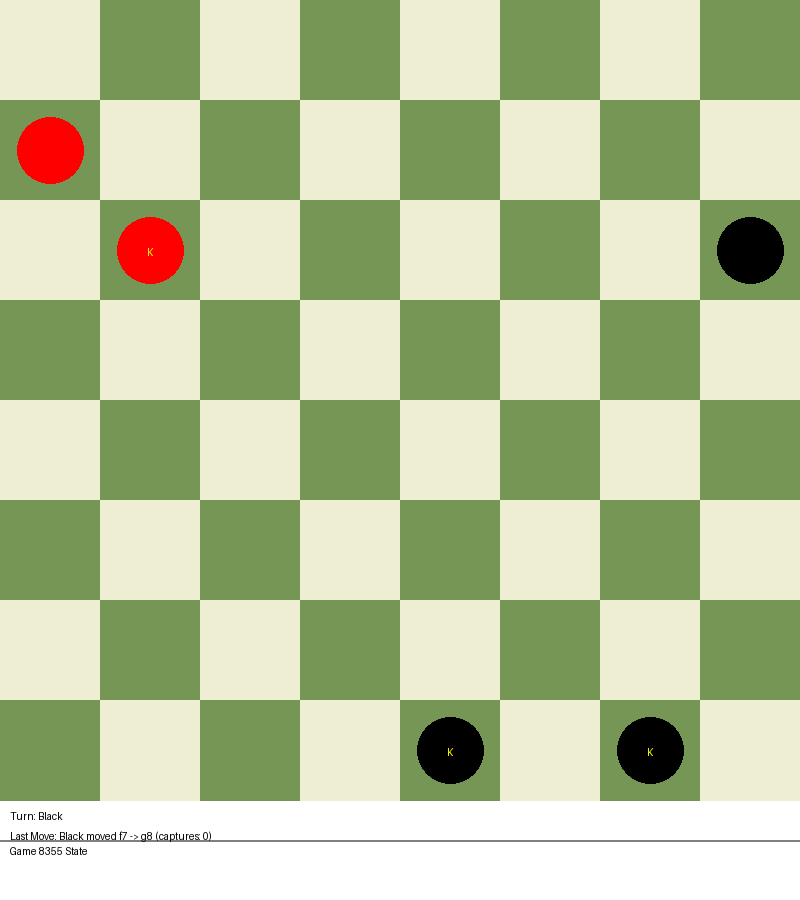 K
K
K
Turn: Black
Last Move: Black moved f7 -> g8 (captures: 0)
Game 8355 State